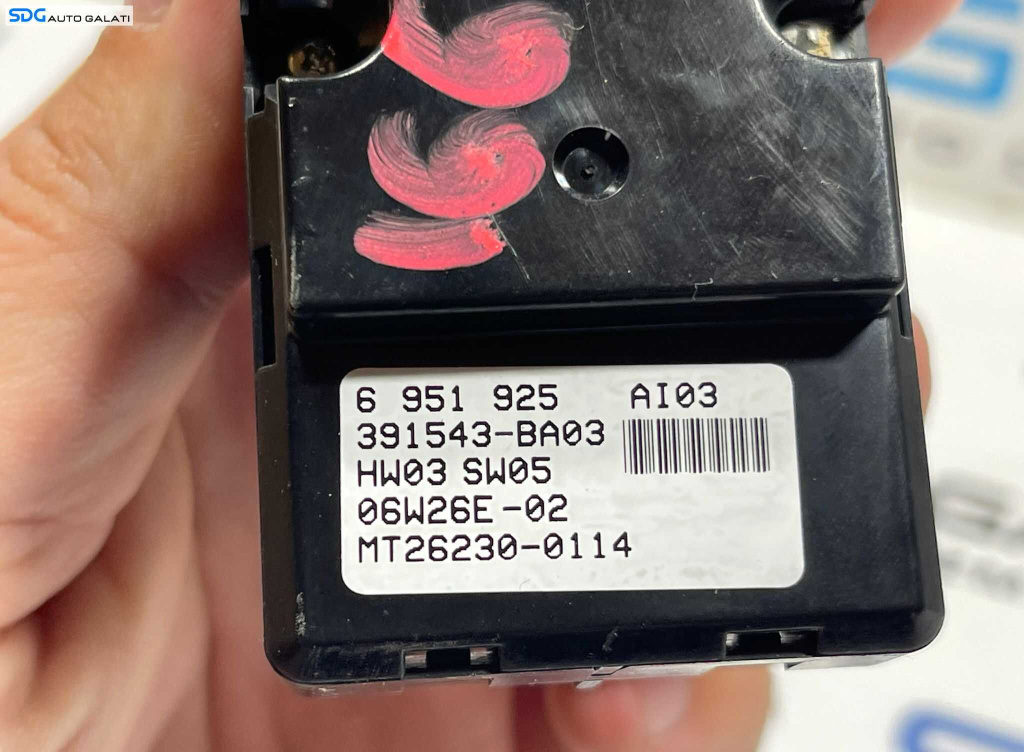 SDG AUTO GALATI
6 951 925 AI03
391543-BA03
HW03 SW05
06W26E-02
MT26230-0114